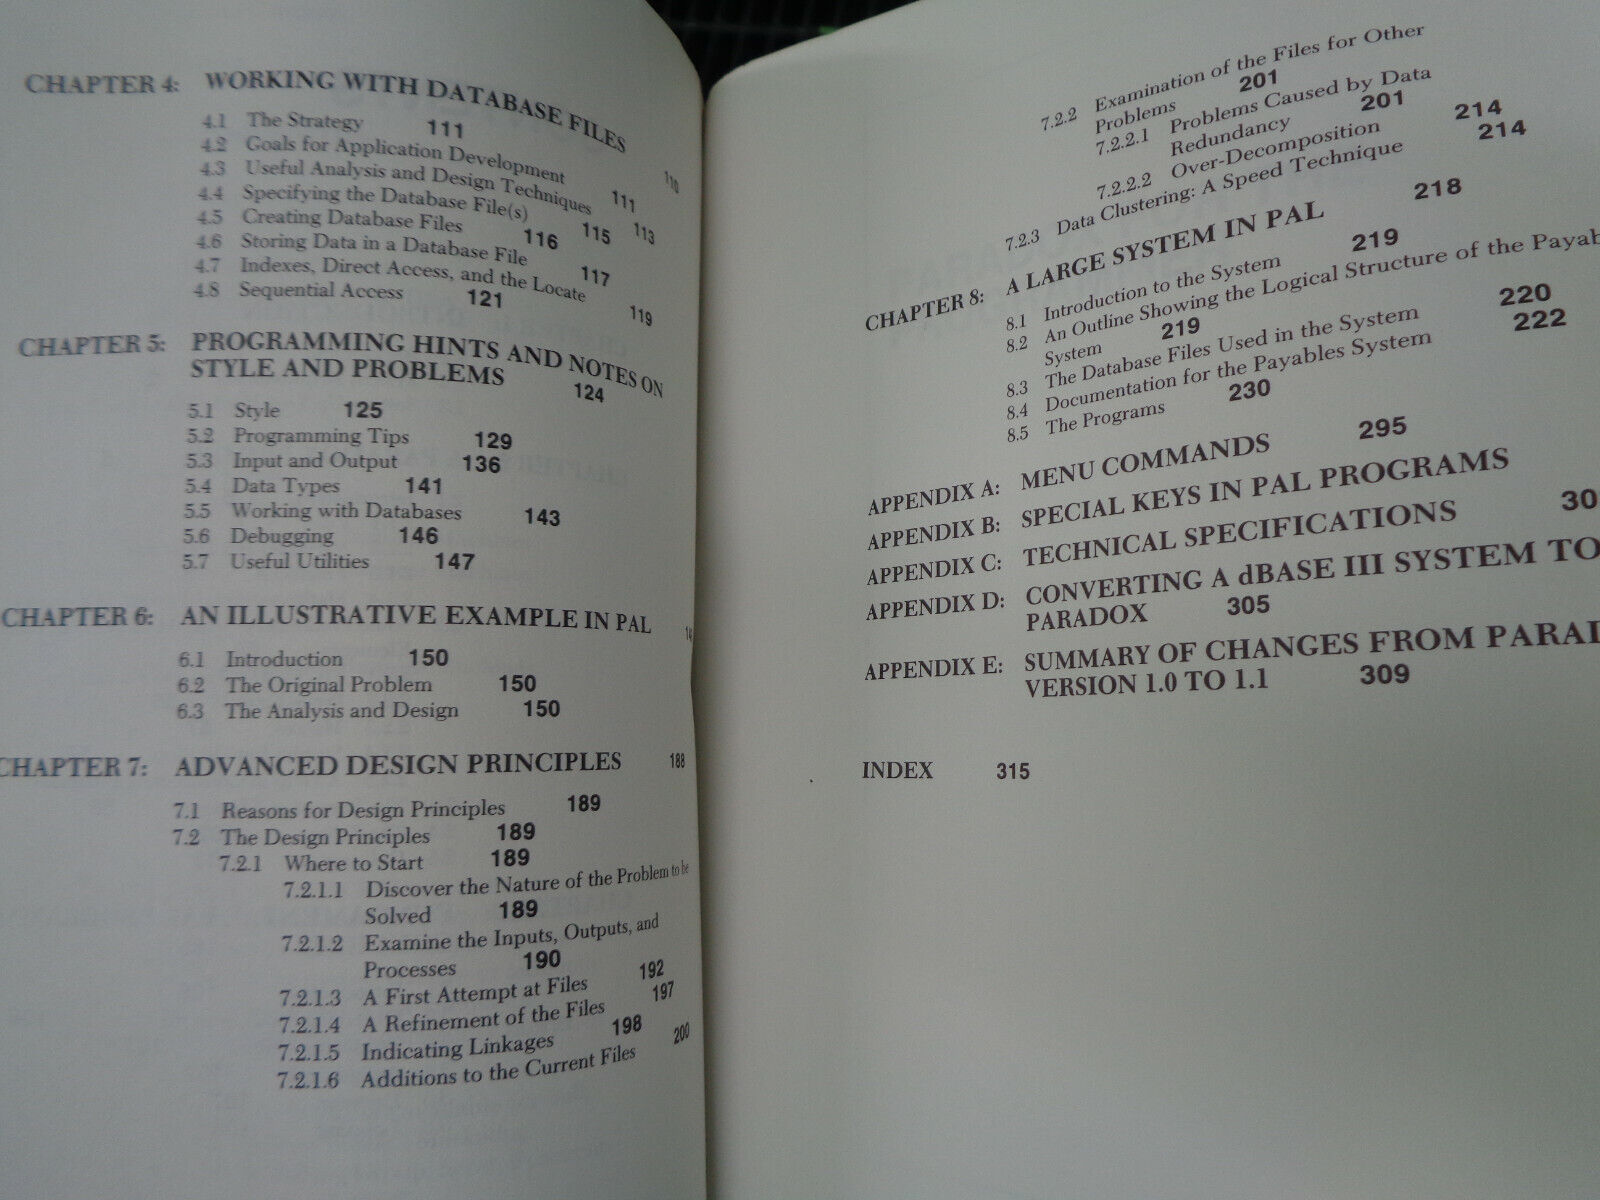 CHAPTER 4: WORKING WITH DATABASE FILES 110
4.1 The Strategy 111
4.2 Goals for Application Development 111
4.3 Useful Analysis and Design Techniques 113
4.4 Specifying the Database File(s) 115
4.5 Creating Database Files 116
4.6 Storing Data in a Database File 117
4.7 Indexes, Direct Access, and the Locate 119
4.8 Sequential Access 121
CHAPTER 5: PROGRAMMING HINTS AND NOTES ON
STYLE AND PROBLEMS 124
5.1 Style 125
5.2 Programming Tips 129
5.3 Input and Output 136
5.4 Data Types 141
5.5 Working with Databases 143
5.6 Debugging 146
5.7 Useful Utilities 147
CHAPTER 6: AN ILLUSTRATIVE EXAMPLE IN PAL 14
6.1 Introduction 150
6.2 The Original Problem 150
6.3 The Analysis and Design 150
CHAPTER 7: ADVANCED DESIGN PRINCIPLES 188
7.1 Reasons for Design Principles 189
7.2 The Design Principles 189
7.2.1 Where to Start 189
7.2.1.1 Discover the Nature of the Problem to be
Solved 189
7.2.1.2 Examine the Inputs, Outputs, and
Processes 190
7.2.1.3 A First Attempt at Files 192
7.2.1.4 A Refinement of the Files 197
7.2.1.5 Indicating Linkages 198
7.2.1.6 Additions to the Current Files 200
7.2.2 Examination of the Files for Other
Problems 201
7.2.2.1 Problems Caused by Data
Redundancy 201
7.2.2.2 Over-Decomposition 214
7.2.3 Data Clustering: A Speed Technique 214
CHAPTER 8: A LARGE SYSTEM IN PAL 218
8.1 Introduction to the System 219
8.2 An Outline Showing the Logical Structure of the Payab
System 219
8.3 The Database Files Used in the System 220
8.4 Documentation for the Payables System 222
8.5 The Programs 230
APPENDIX A: MENU COMMANDS 295
APPENDIX B: SPECIAL KEYS IN PAL PROGRAMS
APPENDIX C: TECHNICAL SPECIFICATIONS 30
APPENDIX D: CONVERTING A dBASE III SYSTEM TO
PARADOX 305
APPENDIX E: SUMMARY OF CHANGES FROM PARAD
VERSION 1.0 TO 1.1 309
INDEX 315